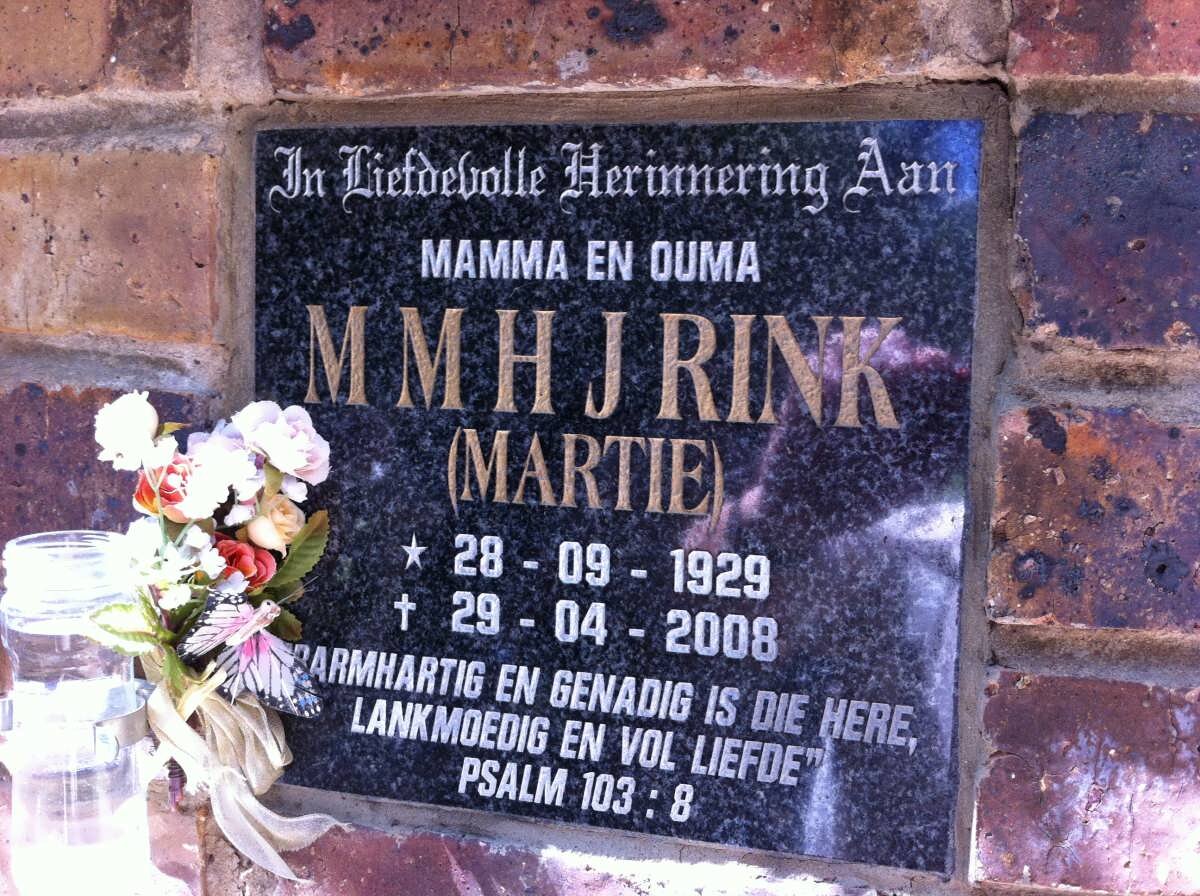 In Liefdevolle Herinnering Aan
MAMMA EN OUMA
M M H J RINK
(MARTIE)
★ 28 - 09 - 1929
✝ 29 - 04 - 2008
BARMHARTIG EN GENADIG IS DIE HERE,
LANKMOEDIG EN VOL LIEFDE"
PSALM 103 : 8